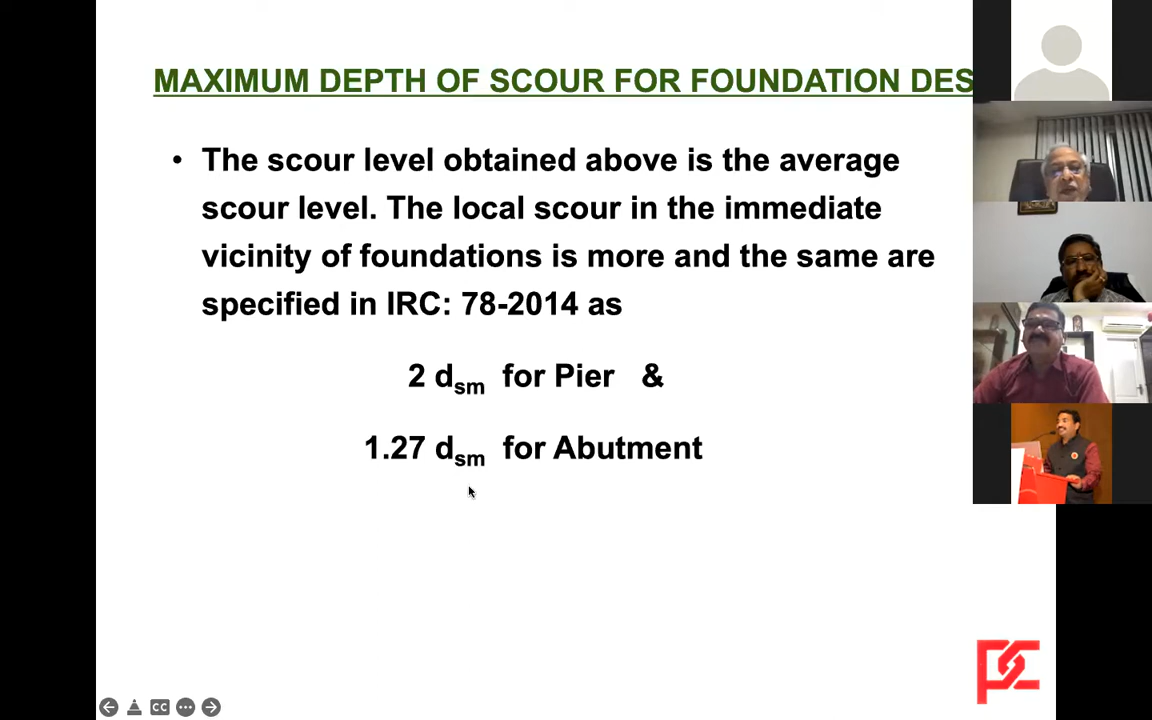 MAXIMUM DEPTH OF SCOUR FOR FOUNDATION DES
• The scour level obtained above is the average
scour level. The local scour in the immediate
vicinity of foundations is more and the same are
specified in IRC: 78-2014 as
2 dsm for Pier &
1.27 dsm for Abutment
CC